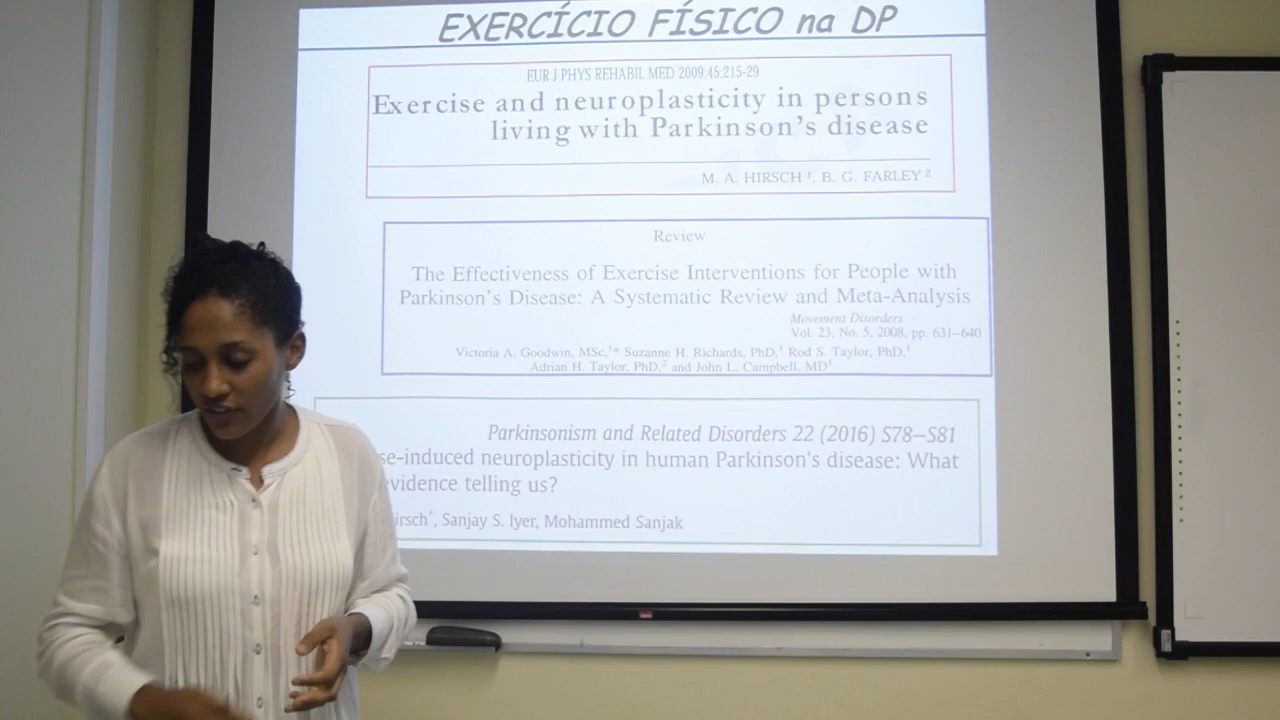 EXERCÍCIO FÍSICO na DP
EUR J PHYS REHABIL MED 2009;45:215-29
Exercise and neuroplasticity in persons
living with Parkinson's disease
M. A. HIRSCH ¹, B. G. FARLEY ²
Review
The Effectiveness of Exercise Interventions for People with
Parkinson's Disease: A Systematic Review and Meta-Analysis
Movement Disorders
Vol. 23, No. 5, 2008, pp. 631–640
Victoria A. Goodwin, MSc,¹* Suzanne H. Richards, PhD,¹ Rod S. Taylor, PhD,¹
Adrian H. Taylor, PhD,² and John L. Campbell, MD¹
Parkinsonism and Related Disorders 22 (2016) S78–S81
se-induced neuroplasticity in human Parkinson's disease: What
evidence telling us?
irsch*, Sanjay S. Iyer, Mohammed Sanjak